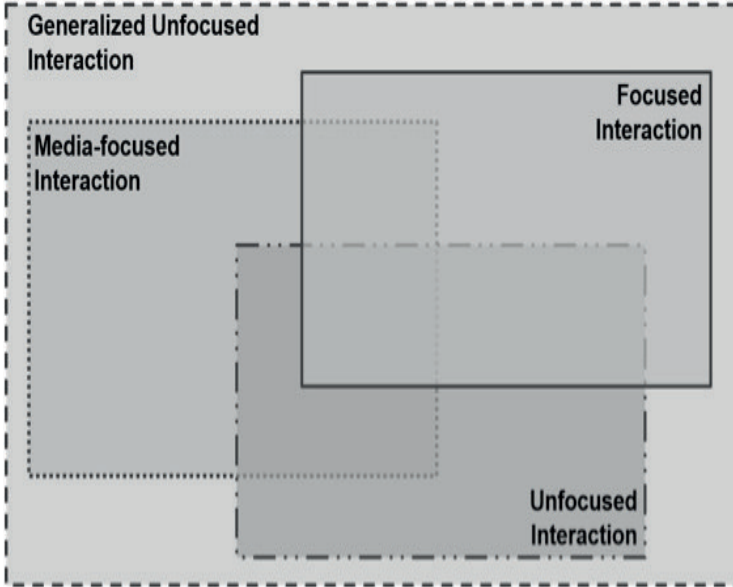 Generalized Unfocused
Interaction
Focused
Interaction
Media-focused
Interaction
Unfocused
Interaction